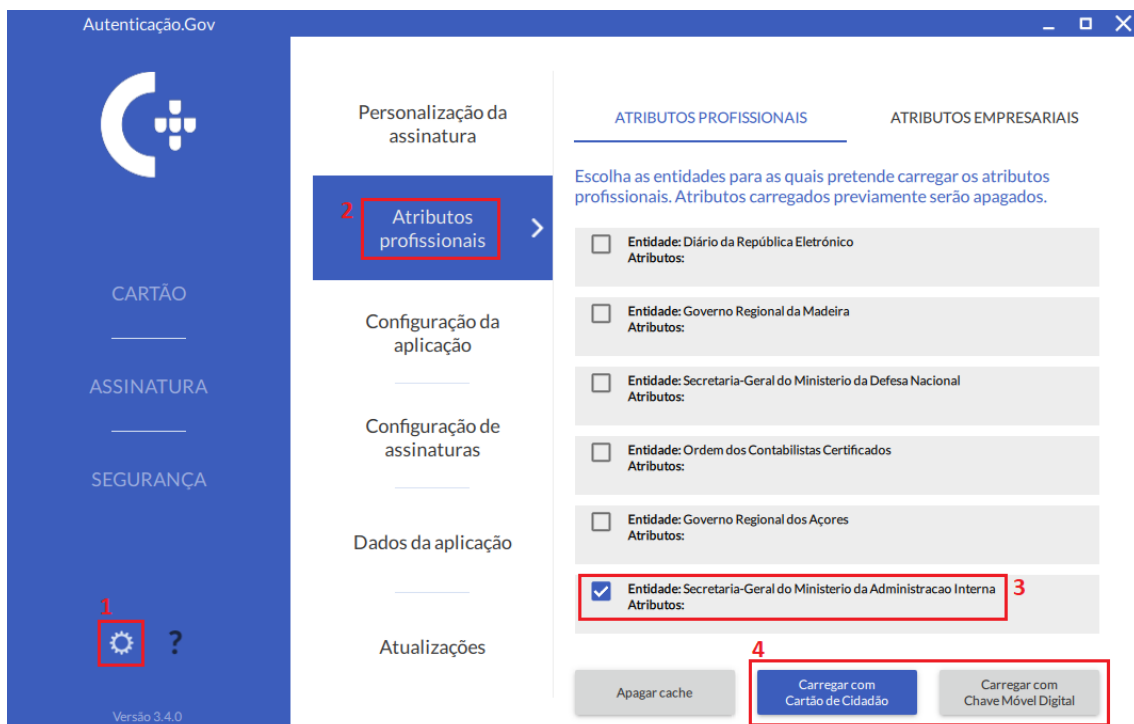 Autenticação.Gov
CARTÃO
ASSINATURA
SEGURANÇA
1
?
Versão 3.4.0
Personalização da
assinatura
2
Atributos
profissionais
Configuração da
aplicação
Configuração de
assinaturas
Dados da aplicação
Atualizações
ATRIBUTOS PROFISSIONAIS
ATRIBUTOS EMPRESARIAIS
Escolha as entidades para as quais pretende carregar os atributos
profissionais. Atributos carregados previamente serão apagados.
Entidade: Diário da República Eletrónico
Atributos:
Entidade: Governo Regional da Madeira
Atributos:
Entidade: Secretaria-Geral do Ministerio da Defesa Nacional
Atributos:
Entidade: Ordem dos Contabilistas Certificados
Atributos:
Entidade: Governo Regional dos Açores
Atributos:
Entidade: Secretaria-Geral do Ministerio da Administracao Interna
Atributos:
3
4
Apagar cache
Carregar com
Cartão de Cidadão
Carregar com
Chave Móvel Digital